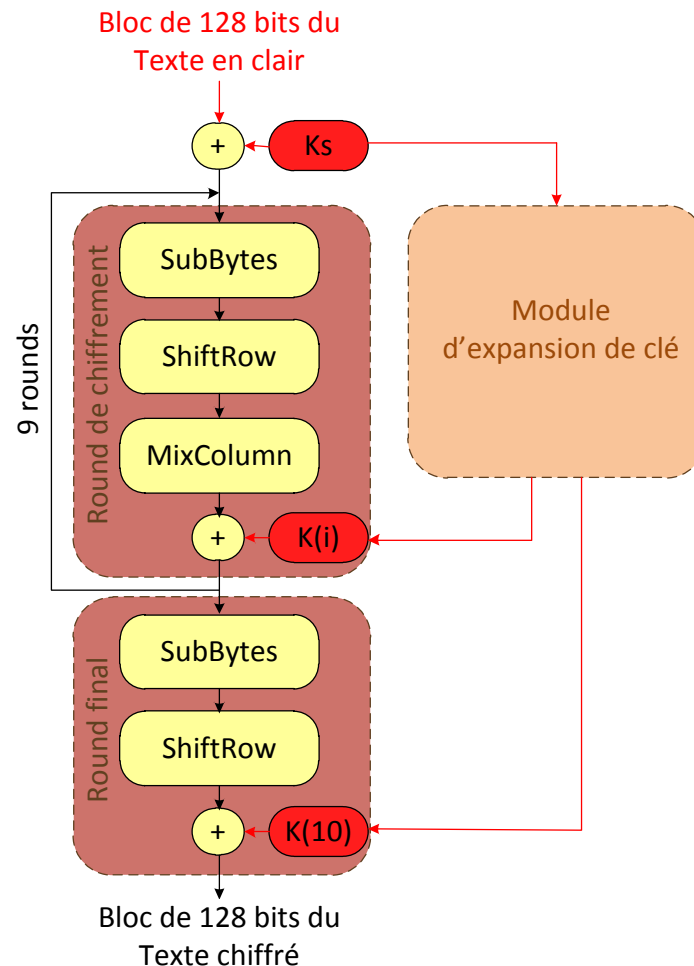 Bloc de 128 bits du
Texte en clair
+
Ks
SubBytes
ShiftRow
MixColumn
+
K(i)
Round de chiffrement
9 rounds
Module
d’expansion de clé
SubBytes
ShiftRow
+
K(10)
Round final
Bloc de 128 bits du
Texte chiffré